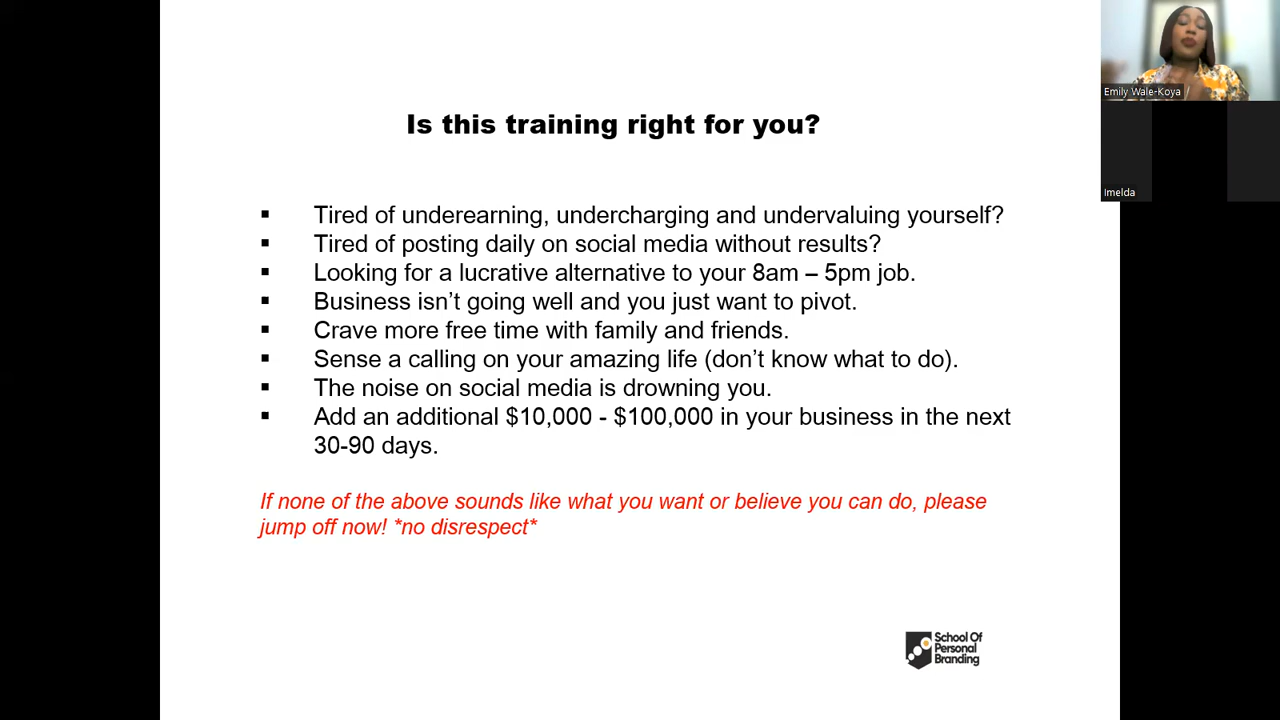 Is this training right for you?
▪ Tired of underearning, undercharging and undervaluing yourself?
▪ Tired of posting daily on social media without results?
▪ Looking for a lucrative alternative to your 8am – 5pm job.
▪ Business isn’t going well and you just want to pivot.
▪ Crave more free time with family and friends.
▪ Sense a calling on your amazing life (don’t know what to do).
▪ The noise on social media is drowning you.
▪ Add an additional $10,000 - $100,000 in your business in the next
30-90 days.
If none of the above sounds like what you want or believe you can do, please
jump off now! *no disrespect*
School Of
Personal
Branding
Emily Wale-Koya
Imelda